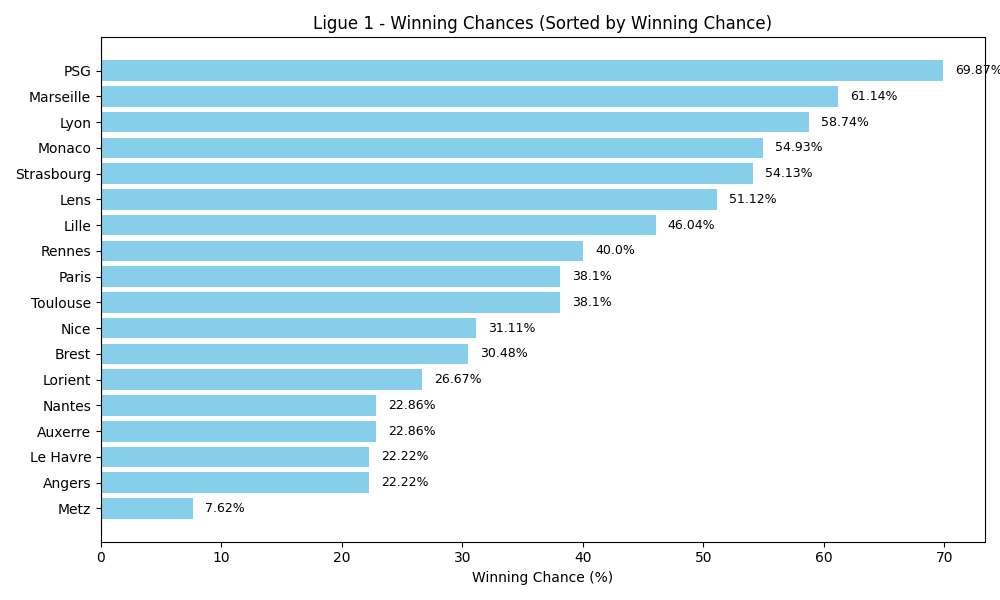 Ligue 1 - Winning Chances (Sorted by Winning Chance)
PSG 69.87%
Marseille 61.14%
Lyon 58.74%
Monaco 54.93%
Strasbourg 54.13%
Lens 51.12%
Lille 46.04%
Rennes 40.0%
Paris 38.1%
Toulouse 38.1%
Nice 31.11%
Brest 30.48%
Lorient 26.67%
Nantes 22.86%
Auxerre 22.86%
Le Havre 22.22%
Angers 22.22%
Metz 7.62%
0 10 20 30 40 50 60 70
Winning Chance (%)